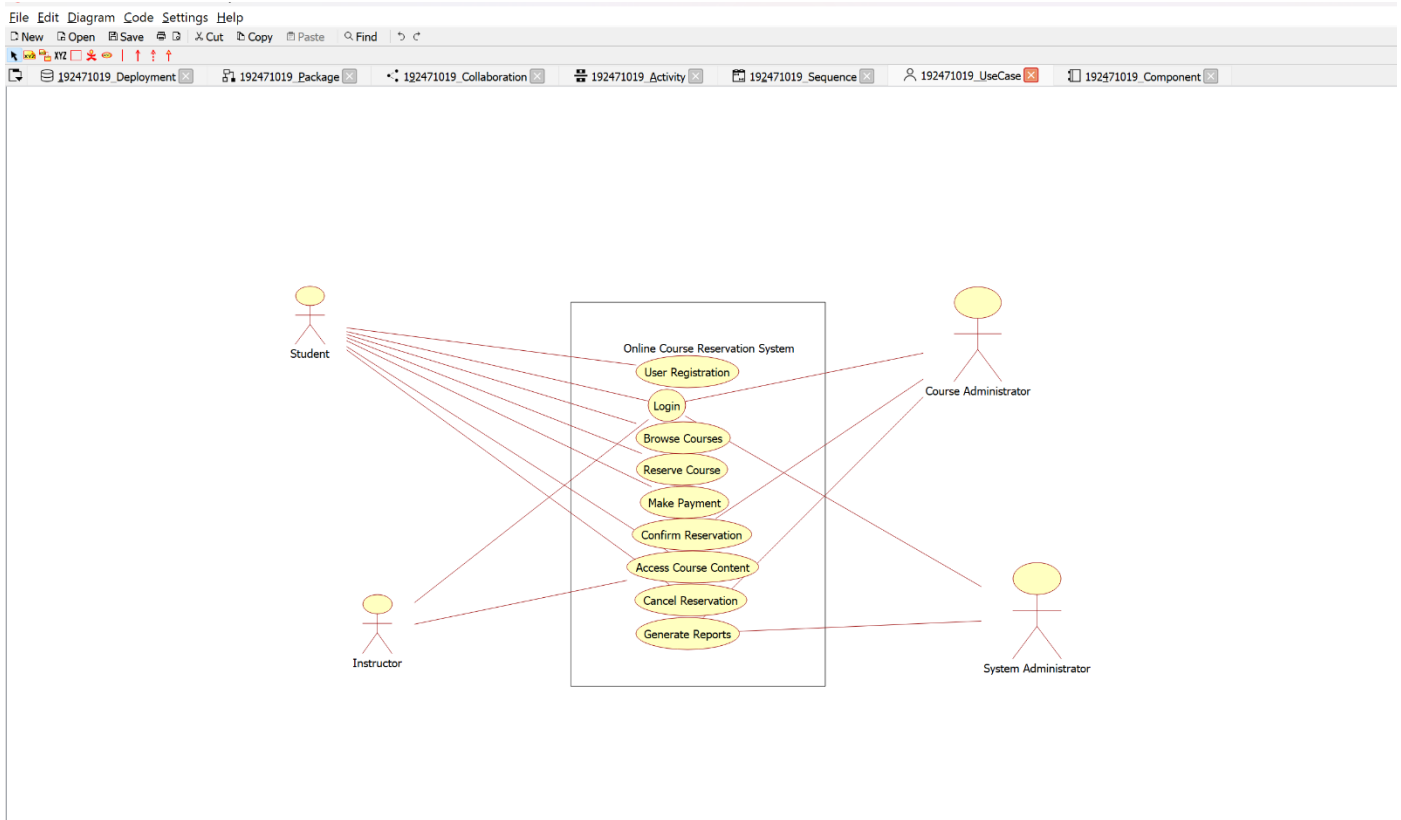 File Edit Diagram Code Settings Help
New Open Save Cut Copy Paste Find
XYZ
192471019_Deployment 192471019_Package 192471019_Collaboration 192471019_Activity 192471019_Sequence 192471019_UseCase 192471019_Component
Student
Online Course Reservation System
User Registration
Course Administrator
Login
Browse Courses
Reserve Course
Make Payment
Confirm Reservation
Access Course Content
Cancel Reservation
Generate Reports
Instructor
System Administrator